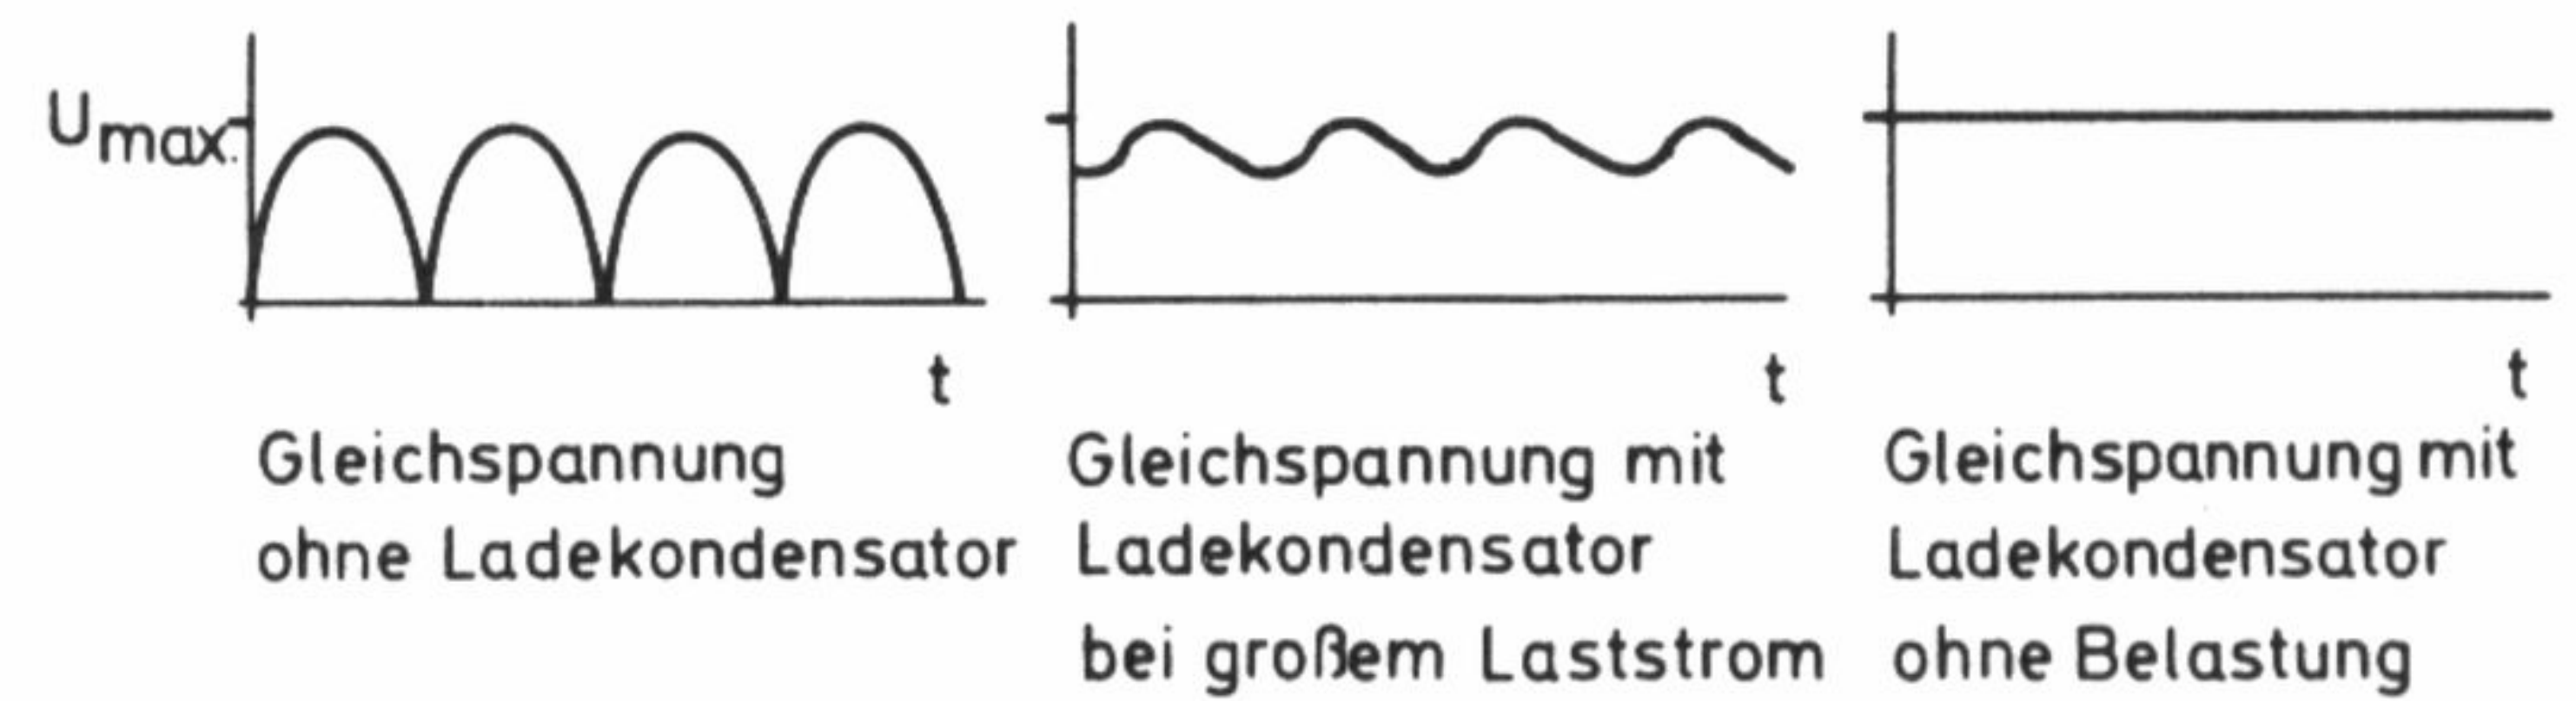 Umax.
t
Gleichspannung
ohne Ladekondensator
t
Gleichspannung mit
Ladekondensator
bei großem Laststrom
t
Gleichspannung mit
Ladekondensator
ohne Belastung